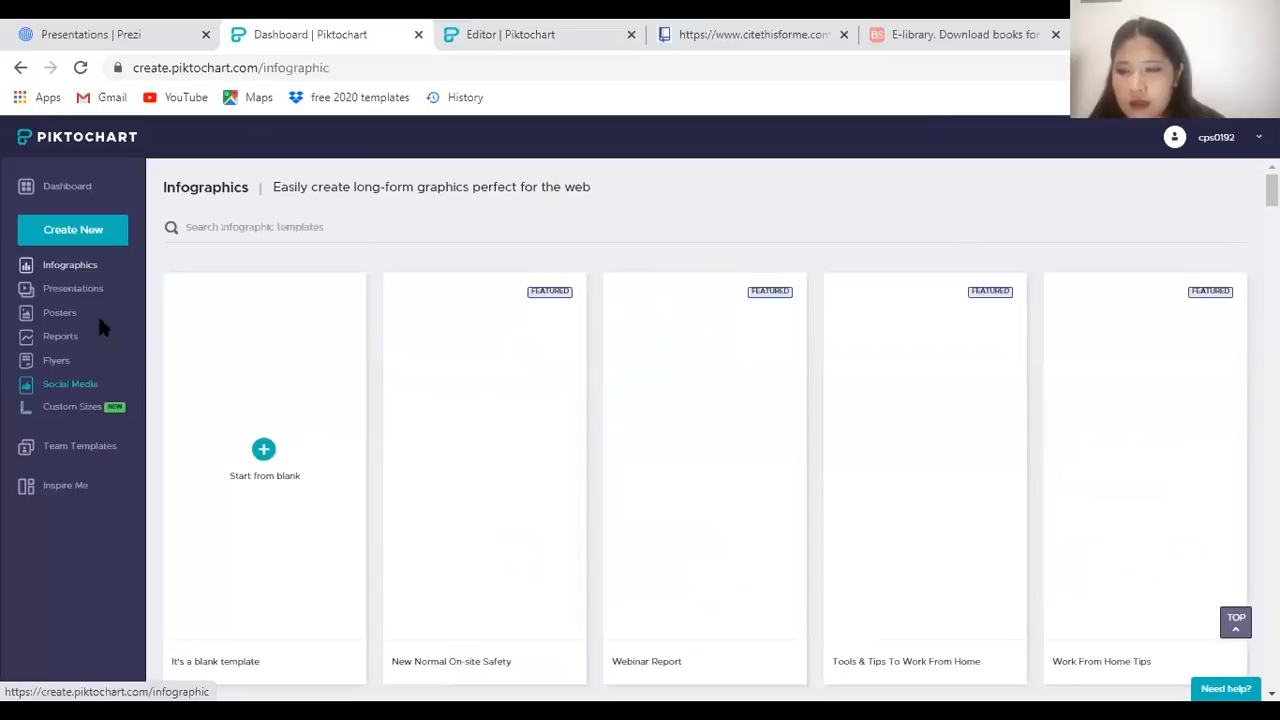 Presentations | Prezi
Dashboard | Piktochart
Editor | Piktochart
https://www.citethisforme.com
E-library. Download books for
create.piktochart.com/infographic
Apps
Gmail
YouTube
Maps
free 2020 templates
History
PIKTOCHART
cps0192
Dashboard
Create New
Infographics
Presentations
Posters
Reports
Flyers
Social Media
Custom Sizes NEW
Team Templates
Inspire Me
Infographics | Easily create long-form graphics perfect for the web
Search infographic templates
FEATURED
FEATURED
FEATURED
FEATURED
Start from blank
It's a blank template
New Normal On-site Safety
Webinar Report
Tools & Tips To Work From Home
Work From Home Tips
TOP
Need help?
https://create.piktochart.com/infographic